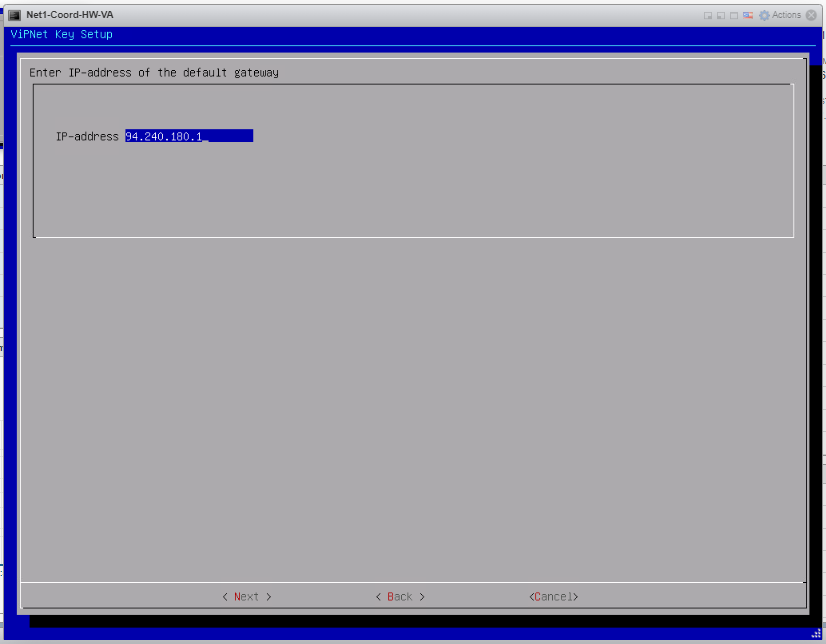 Net1-Coord-HW-VA
Actions
ViPNet Key Setup
Enter IP-address of the default gateway
IP-address 94.240.180.1_
< Next >
< Back >
<Cancel>